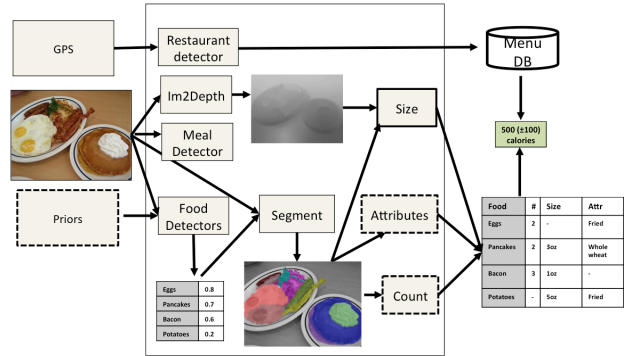 GPS
Restaurant
detector
Menu
DB
Im2Depth
Size
Meal
Detector
500 (±100)
calories
Priors
Food
Detectors
Segment
Attributes
Count
Eggs 0.8
Pancakes 0.7
Bacon 0.6
Potatoes 0.2
Food # Size Attr
Eggs 2 - Fried
Pancakes 2 3oz Whole
wheat
Bacon 3 1oz -
Potatoes - 5oz Fried